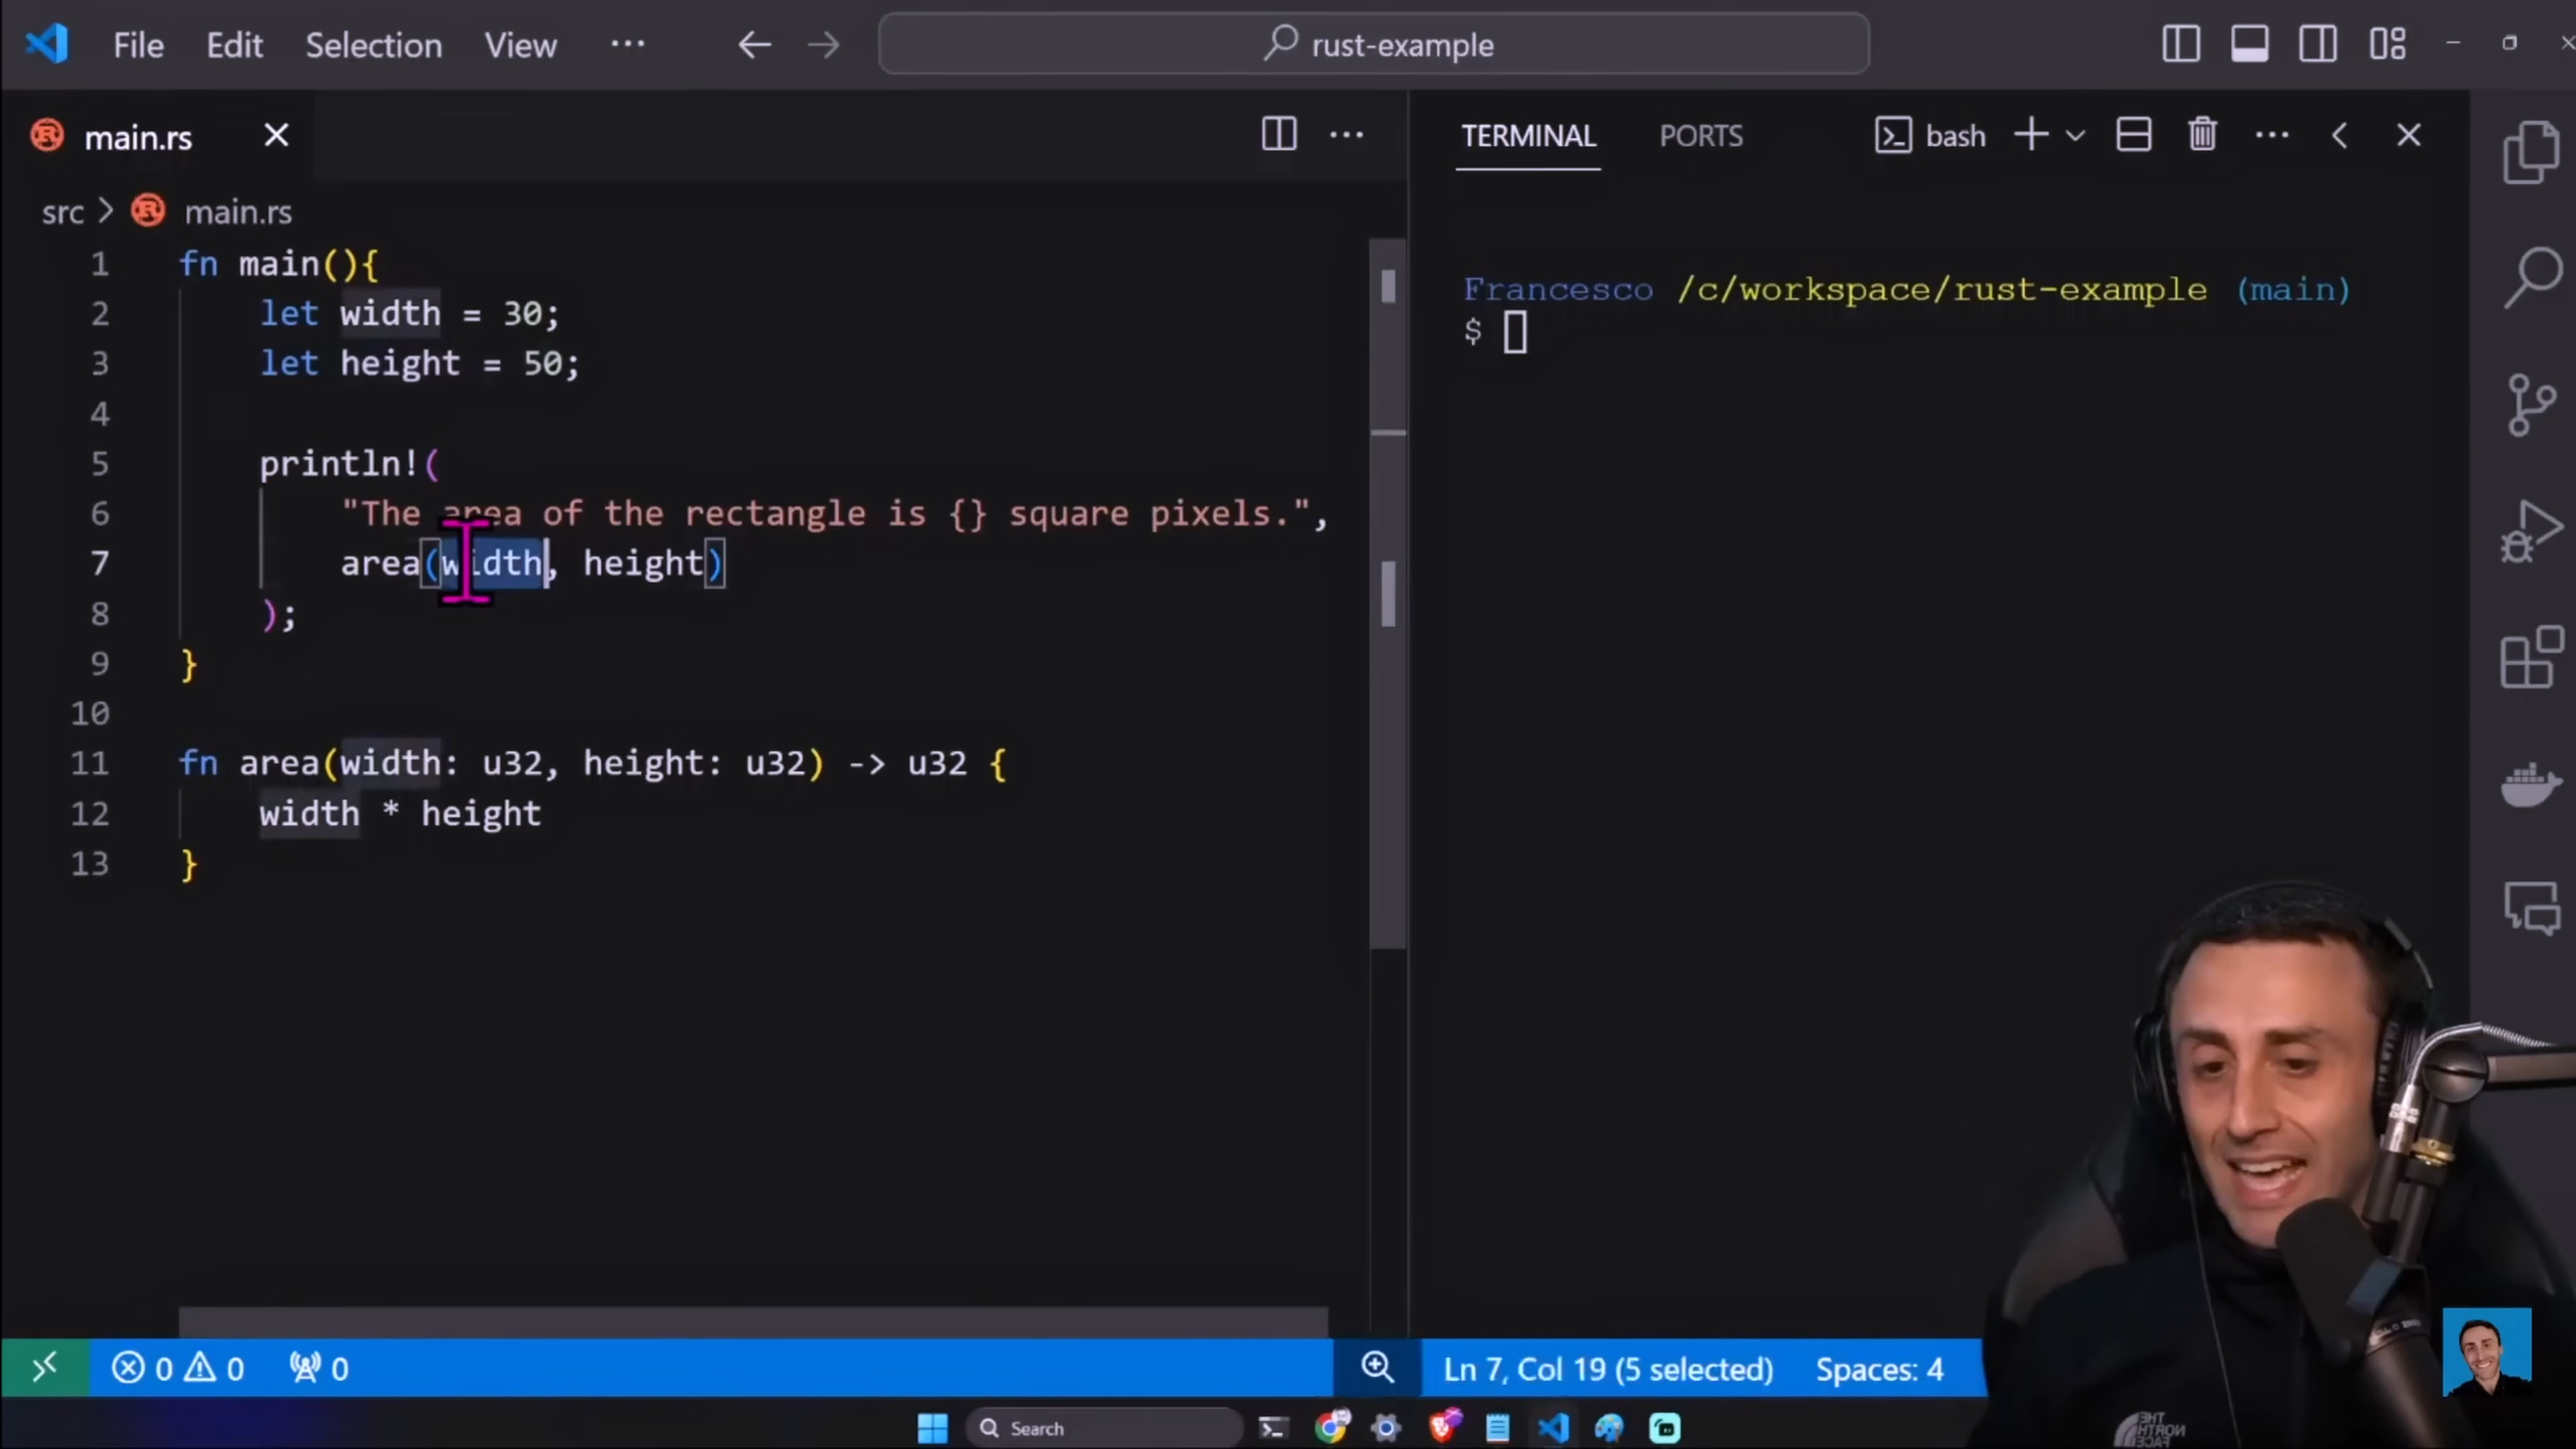 File Edit Selection View ··· rust-example
main.rs
TERMINAL PORTS bash
src > main.rs
1 fn main(){
2 let width = 30;
3 let height = 50;
4
5 println!(
6 "The area of the rectangle is {} square pixels.",
7 area(width, height)
8 );
9 }
10
11 fn area(width: u32, height: u32) -> u32 {
12 width * height
13 }
Francesco /c/workspace/rust-example (main)
$
0 0 0 Ln 7, Col 19 (5 selected) Spaces: 4
Search
THE
NORTH
FACE